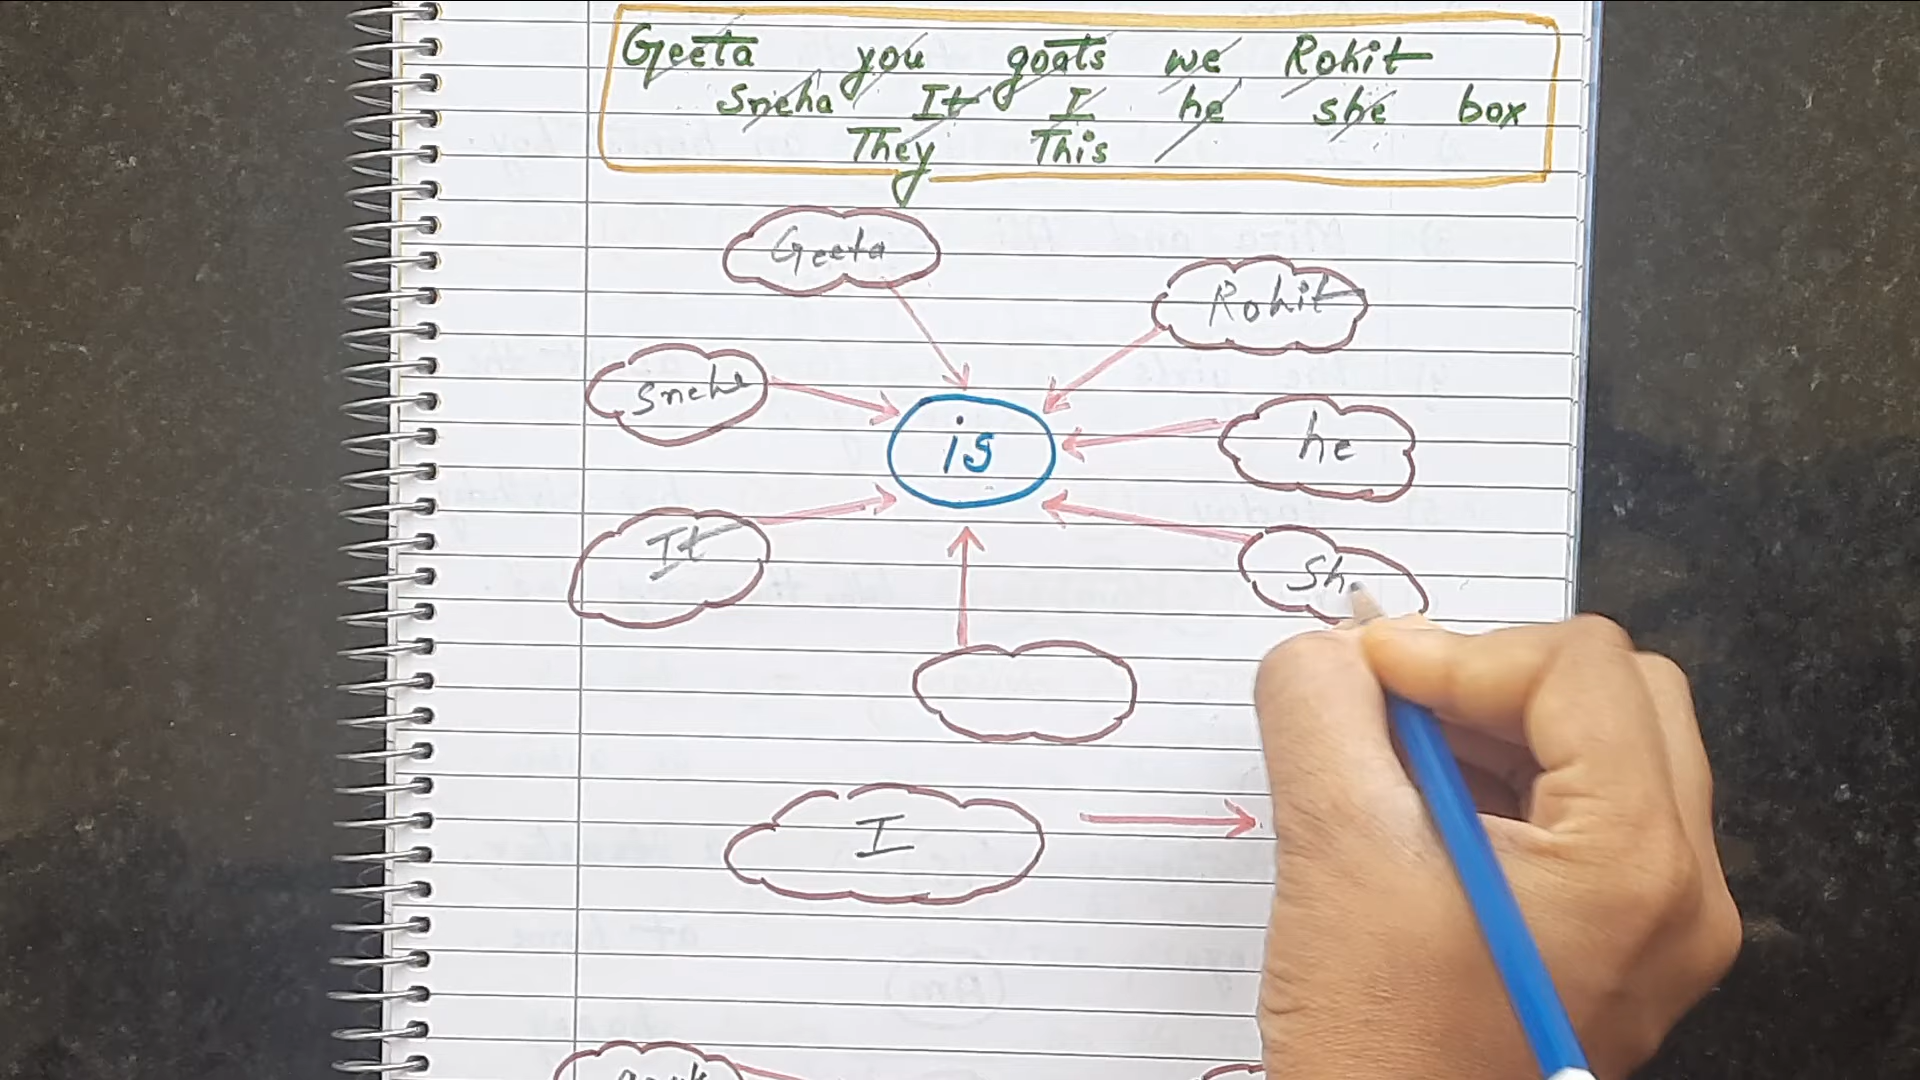 Geeta you goats we Rohit
Sneha It I he she box
They This
Geeta
Rohit
Sneha
is
he
It
Sh
I